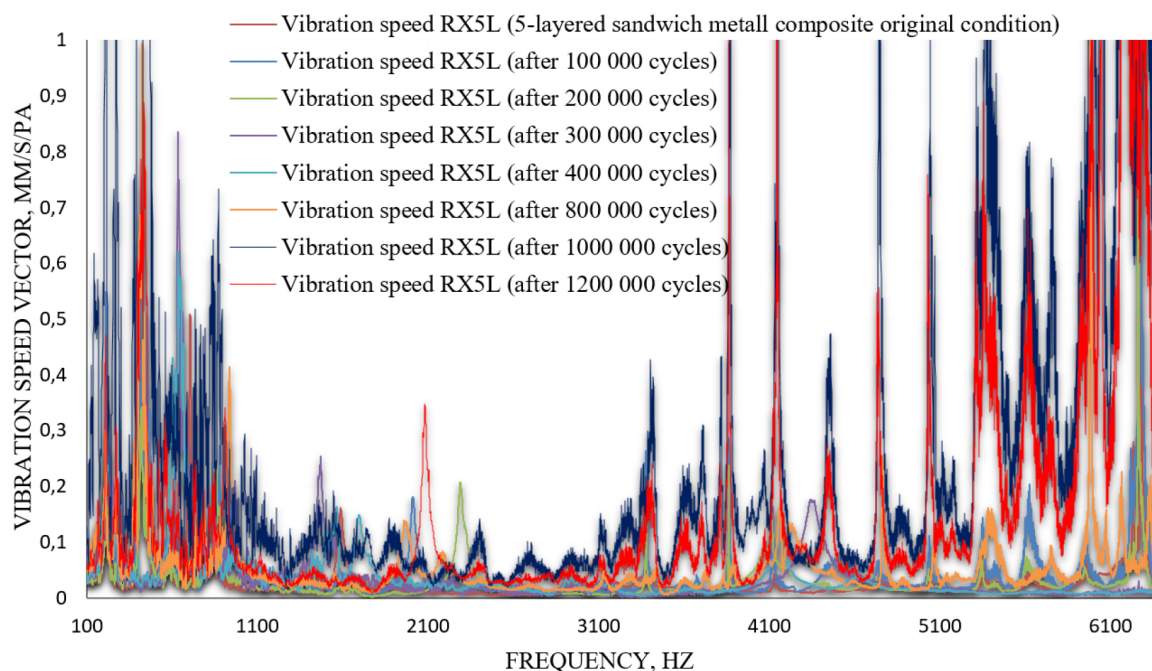 Vibration speed RX5L (5-layered sandwich metall composite original condition)
Vibration speed RX5L (after 100 000 cycles)
Vibration speed RX5L (after 200 000 cycles)
Vibration speed RX5L (after 300 000 cycles)
Vibration speed RX5L (after 400 000 cycles)
Vibration speed RX5L (after 800 000 cycles)
Vibration speed RX5L (after 1000 000 cycles)
Vibration speed RX5L (after 1200 000 cycles)
VIBRATION SPEED VECTOR, MM/S/PA
1
0,9
0,8
0,7
0,6
0,5
0,4
0,3
0,2
0,1
0
100 1100 2100 3100 4100 5100 6100
FREQUENCY, HZ